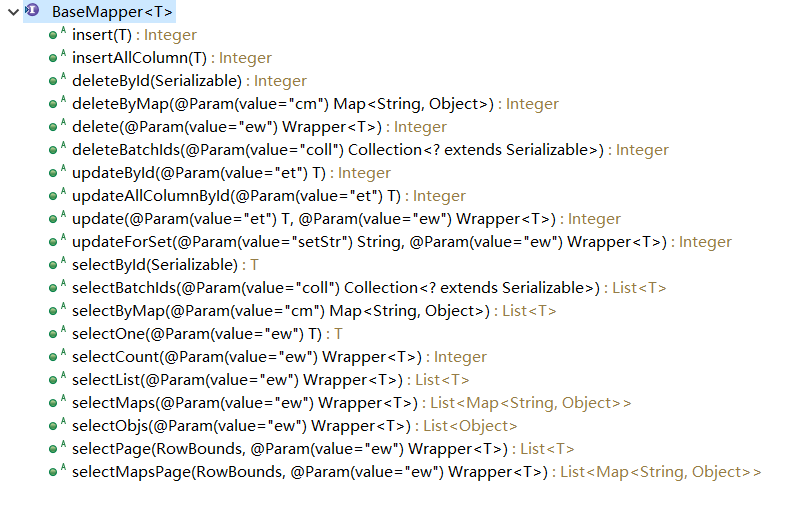 BaseMapper<T>
insert(T) : Integer
insertAllColumn(T) : Integer
deleteById(Serializable) : Integer
deleteByMap(@Param(value="cm") Map<String, Object>) : Integer
delete(@Param(value="ew") Wrapper<T>) : Integer
deleteBatchIds(@Param(value="coll") Collection<? extends Serializable>) : Integer
updateById(@Param(value="et") T) : Integer
updateAllColumnById(@Param(value="et") T) : Integer
update(@Param(value="et") T, @Param(value="ew") Wrapper<T>) : Integer
updateForSet(@Param(value="setStr") String, @Param(value="ew") Wrapper<T>) : Integer
selectById(Serializable) : T
selectBatchIds(@Param(value="coll") Collection<? extends Serializable>) : List<T>
selectByMap(@Param(value="cm") Map<String, Object>) : List<T>
selectOne(@Param(value="ew") T) : T
selectCount(@Param(value="ew") Wrapper<T>) : Integer
selectList(@Param(value="ew") Wrapper<T>) : List<T>
selectMaps(@Param(value="ew") Wrapper<T>) : List<Map<String, Object>>
selectObjs(@Param(value="ew") Wrapper<T>) : List<Object>
selectPage(RowBounds, @Param(value="ew") Wrapper<T>) : List<T>
selectMapsPage(RowBounds, @Param(value="ew") Wrapper<T>) : List<Map<String, Object>>